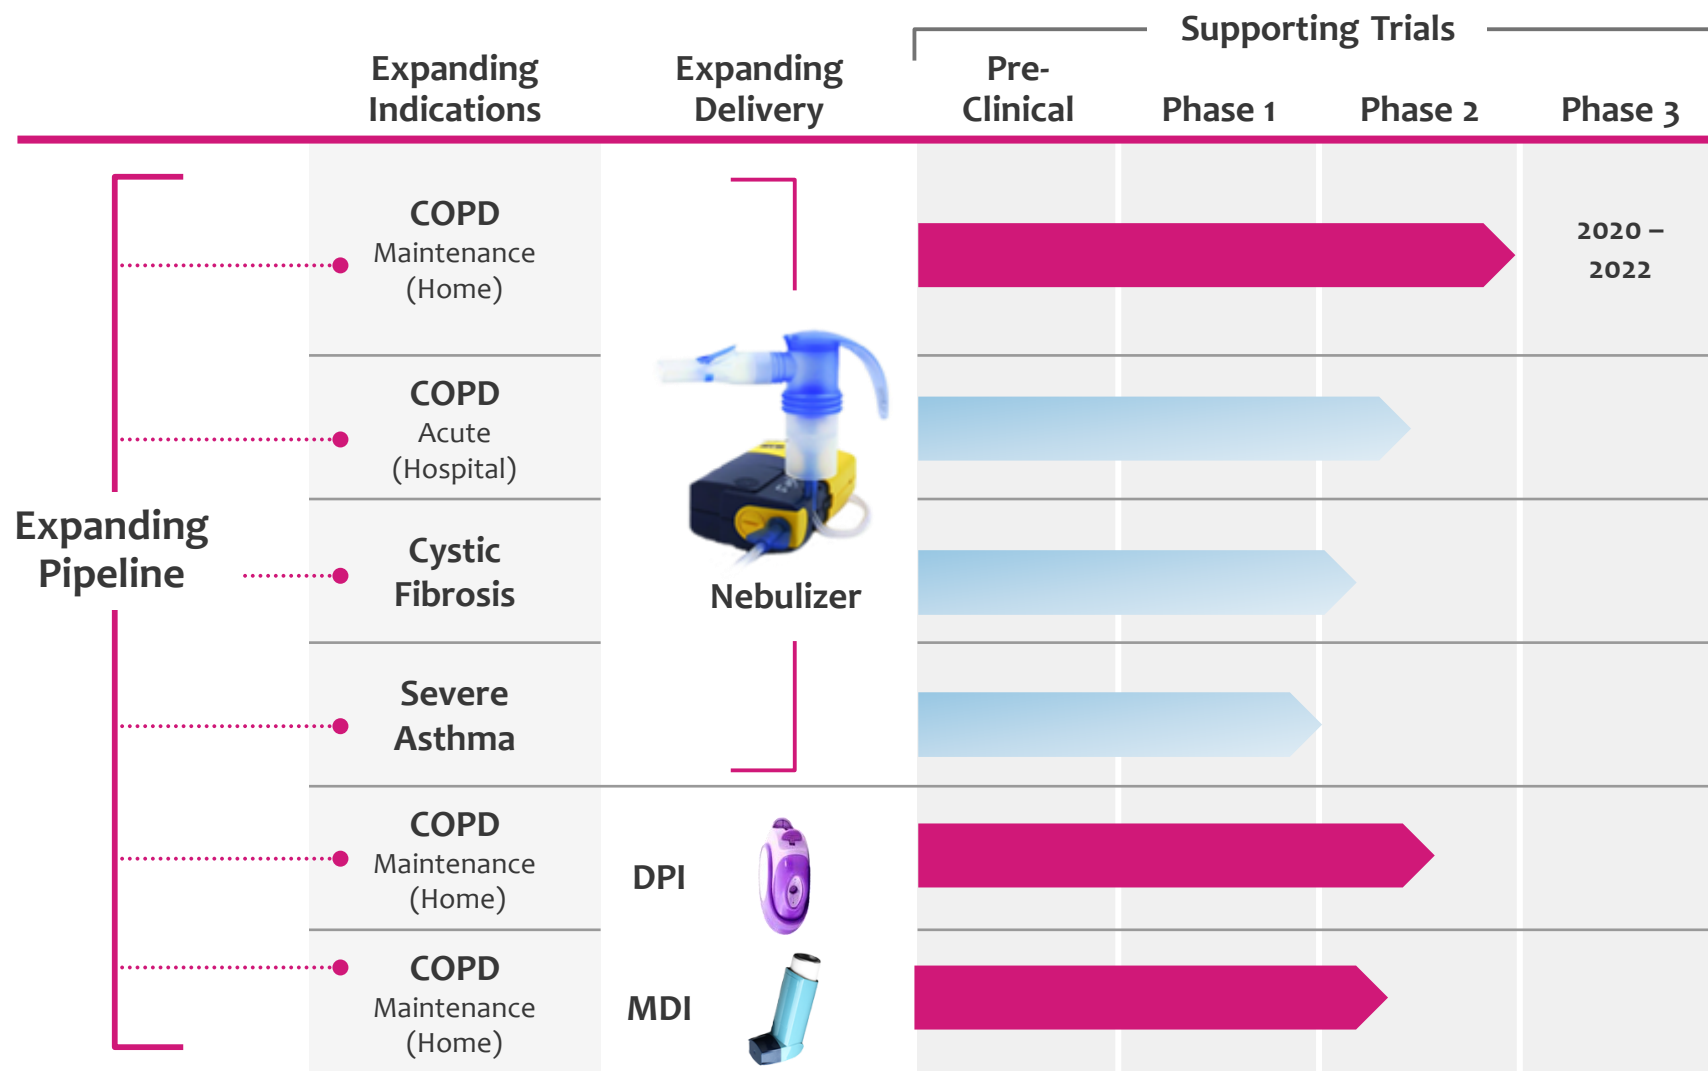 Supporting Trials
Expanding
Indications
Expanding
Delivery
Pre-
Clinical
Phase 1
Phase 2
Phase 3
Expanding
Pipeline
COPD
Maintenance
(Home)
2020 –
2022
COPD
Acute
(Hospital)
Cystic
Fibrosis
Nebulizer
Severe
Asthma
COPD
Maintenance
(Home)
DPI
COPD
Maintenance
(Home)
MDI